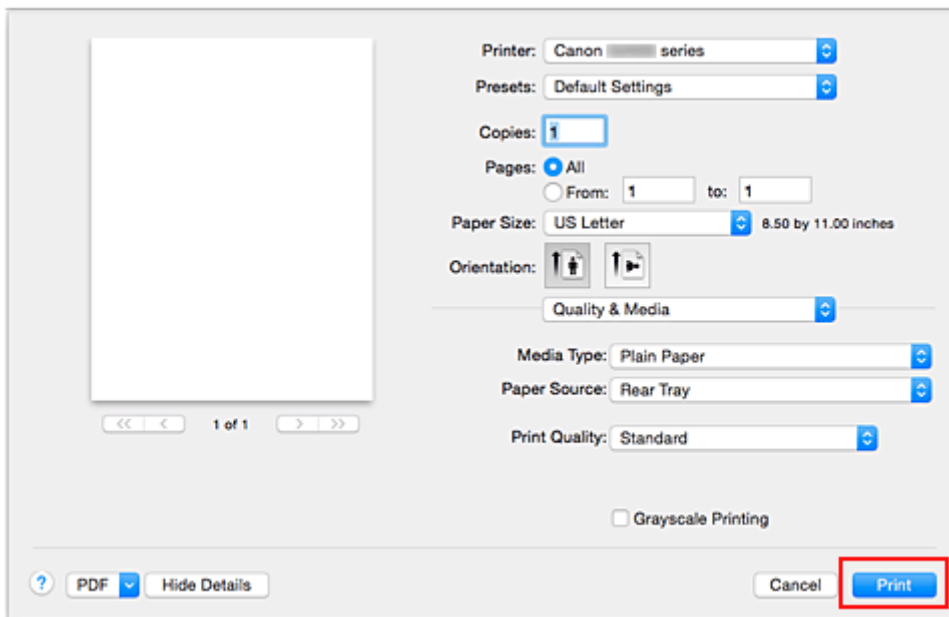 Printer: Canon series
Presets: Default Settings
Copies: 1
Pages: All
From: 1 to: 1
Paper Size: US Letter 8.50 by 11.00 inches
Orientation:
Quality & Media
Media Type: Plain Paper
Paper Source: Rear Tray
1 of 1
Print Quality: Standard
Grayscale Printing
? PDF Hide Details Cancel Print